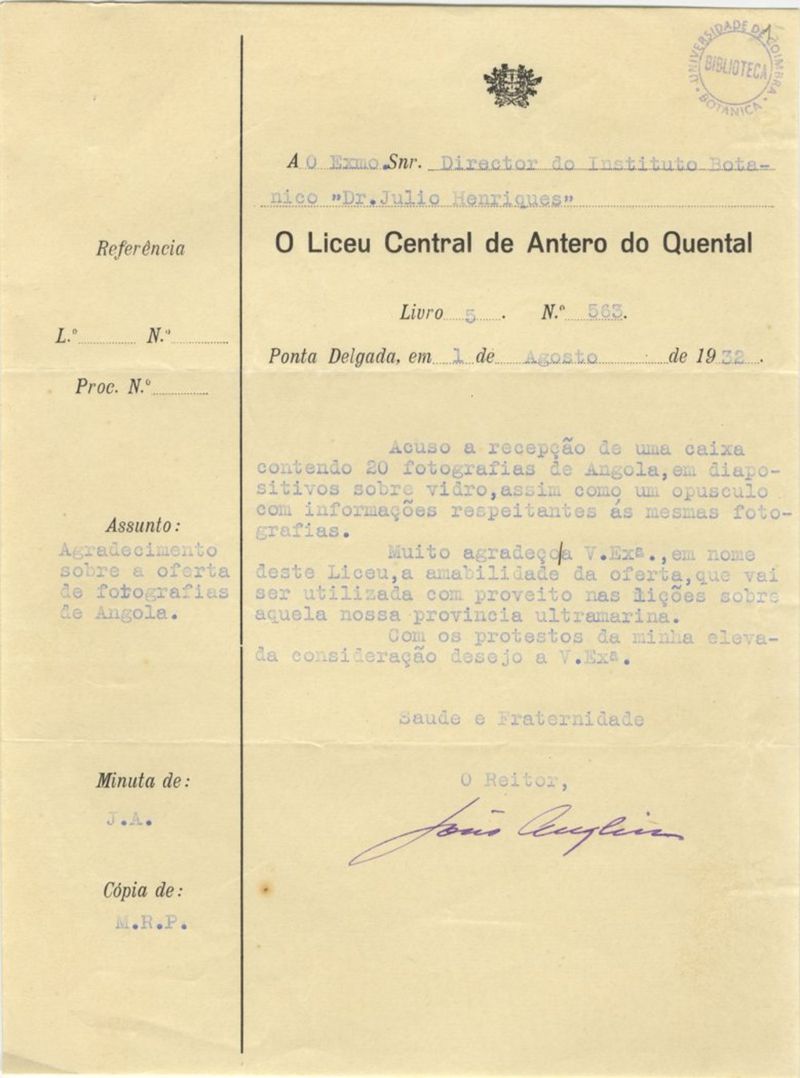 UNIVERSIDADE DE COIMBRA
BIBLIOTECA
BOTANICA
A O Exmo. Snr. Director do Instituto Bota-
nico "Dr. Julio Henriques"
O Liceu Central de Antero do Quental
Livro 5 . N.º 563.
Ponta Delgada, em 1 de Agosto de 1932.
Referência
L.º N.º
Proc. N.º
Assunto:
Agradecimento
sobre a oferta
de fotografias
de Angola.
Minuta de:
J.A.
Cópia de:
M.R.P.
Acuso a recepção de uma caixa
contendo 20 fotografias de Angola,em diapo-
sitivos sobre vidro,assim como um opusculo
com informações respeitantes ás mesmas foto-
grafias.
Muito agradeço/a V.Exª.,em nome
deste Liceu,a amabilidade da oferta,que vai
ser utilizada com proveito nas lições sobre
aquela nossa provincia ultramarina.
Com os protestos da minha eleva-
da consideração desejo a V.Exª.
Saude e Fraternidade
O Reitor,
João Anglin